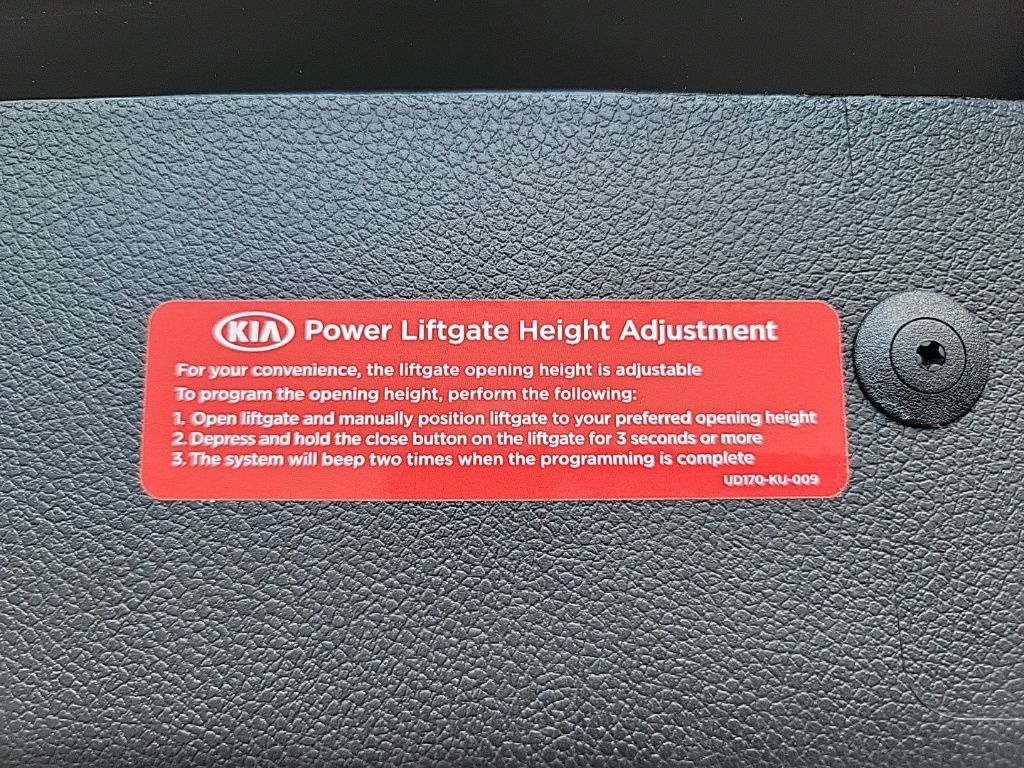 KIA Power Liftgate Height Adjustment
For your convenience, the liftgate opening height is adjustable
To program the opening height, perform the following:
1. Open liftgate and manually position liftgate to your preferred opening height
2. Depress and hold the close button on the liftgate for 3 seconds or more
3. The system will beep two times when the programming is complete
UD170-KU-009